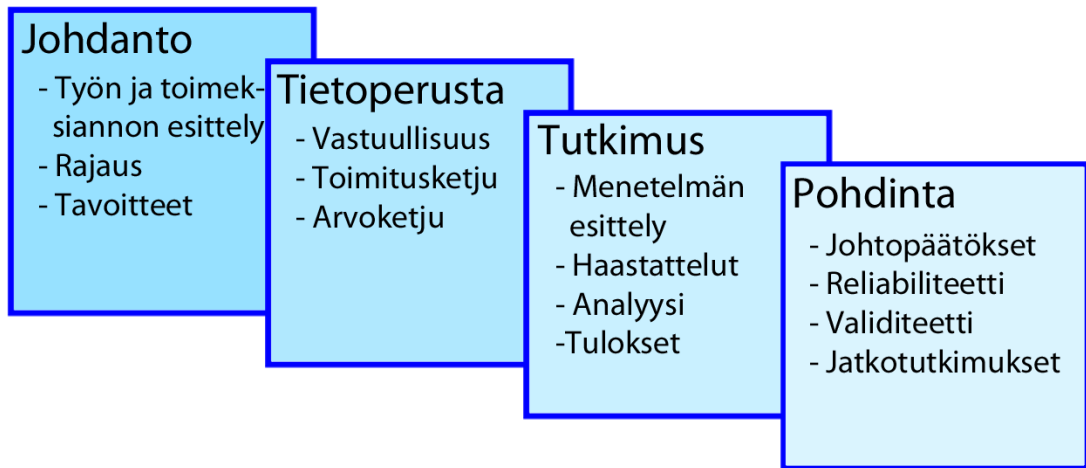 Johdanto
- Työn ja toimek-
siannon esittely
- Rajaus
- Tavoitteet
Tietoperusta
- Vastuullisuus
- Toimitusketju
- Arvoketju
Tutkimus
- Menetelmän
esittely
- Haastattelut
- Analyysi
-Tulokset
Pohdinta
- Johtopäätökset
- Reliabiliteetti
- Validiteetti
- Jatkotutkimukset